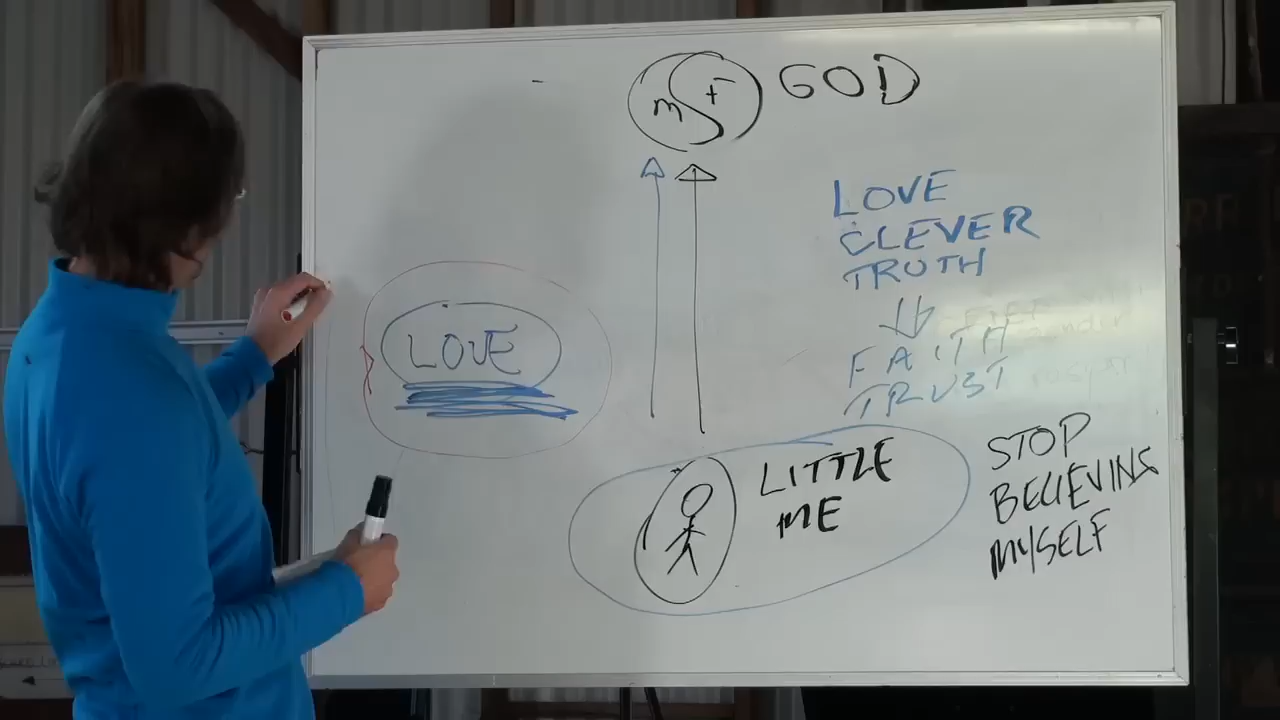 m f
GOD
LOVE
CLEVER
TRUTH
FAITH
TRUST
LOVE
LITTLE
ME
STOP
BELIEVING
MYSELF